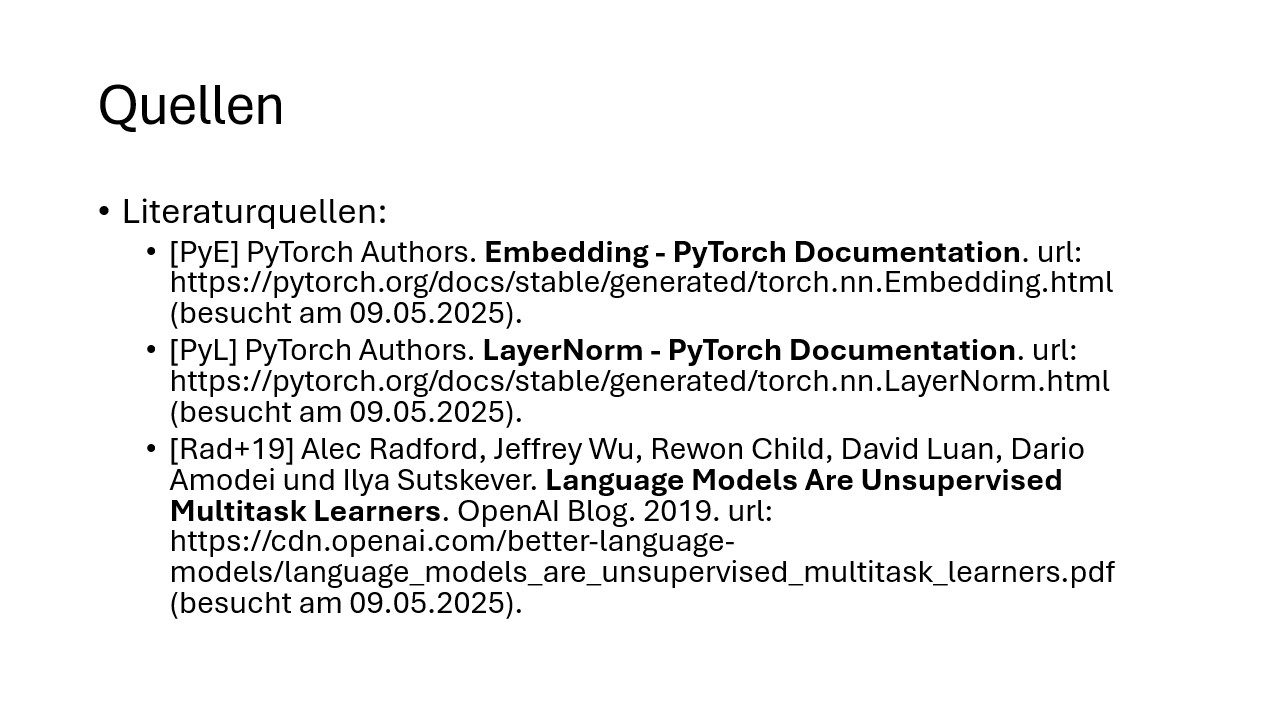 Quellen
• Literaturquellen:
• [PyE] PyTorch Authors. Embedding - PyTorch Documentation. url:
https://pytorch.org/docs/stable/generated/torch.nn.Embedding.html
(besucht am 09.05.2025).
• [PyL] PyTorch Authors. LayerNorm - PyTorch Documentation. url:
https://pytorch.org/docs/stable/generated/torch.nn.LayerNorm.html
(besucht am 09.05.2025).
• [Rad+19] Alec Radford, Jeffrey Wu, Rewon Child, David Luan, Dario
Amodei und Ilya Sutskever. Language Models Are Unsupervised
Multitask Learners. OpenAI Blog. 2019. url:
https://cdn.openai.com/better-language-
models/language_models_are_unsupervised_multitask_learners.pdf
(besucht am 09.05.2025).